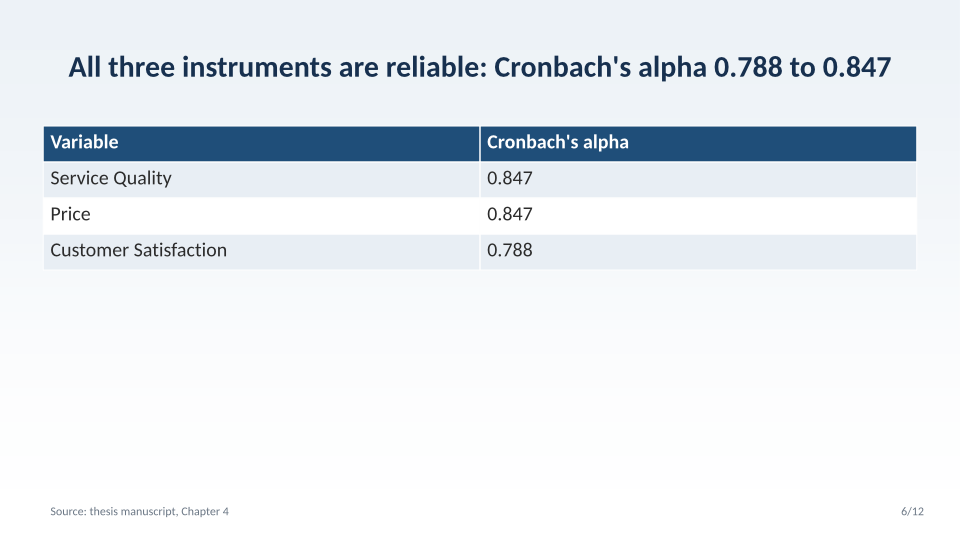 All three instruments are reliable: Cronbach's alpha 0.788 to 0.847
Variable Cronbach's alpha
Service Quality 0.847
Price 0.847
Customer Satisfaction 0.788
Source: thesis manuscript, Chapter 4 6/12